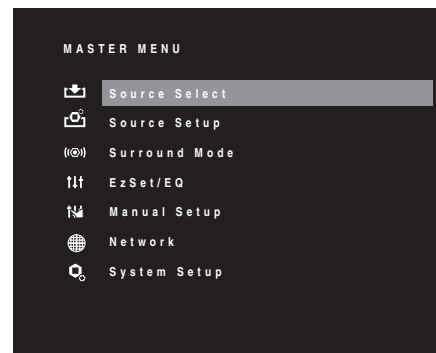 MASTER MENU
Source Select
Source Setup
Surround Mode
EzSet/EQ
Manual Setup
Network
System Setup